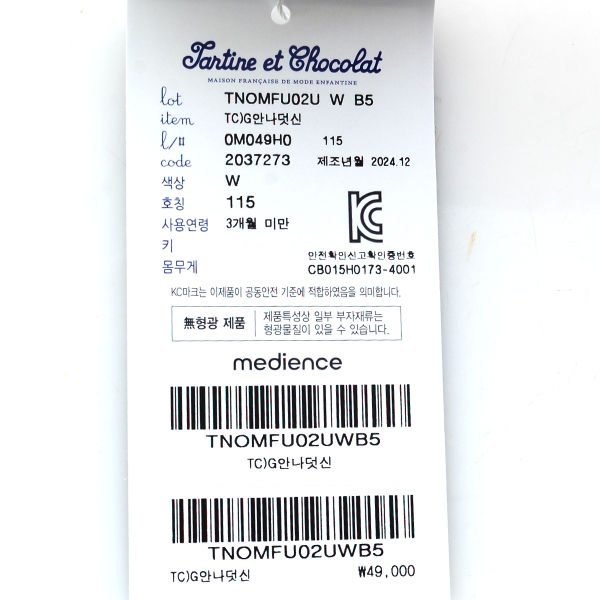 Tartine et Chocolat
MAISON FRANÇAISE DE MODE ENFANTINE
lot TNOMFU02U W B5
item TC)G안나덧신
l/# 0M049H0 115
code 2037273 제조년월 2024.12
색상 W
호칭 115
사용연령 3개월 미만
키
몸무게
KC
안전확인신고확인증번호
CB015H0173-4001
KC마크는 이제품이 공동안전 기준에 적합하였음을 의미합니다.
無형광 제품 제품특성상 일부 부자재류는
형광물질이 있을 수 있습니다.
medience
TNOMFU02UWB5
TC)G안나덧신
TNOMFU02UWB5
TC)G안나덧신 ₩49,000